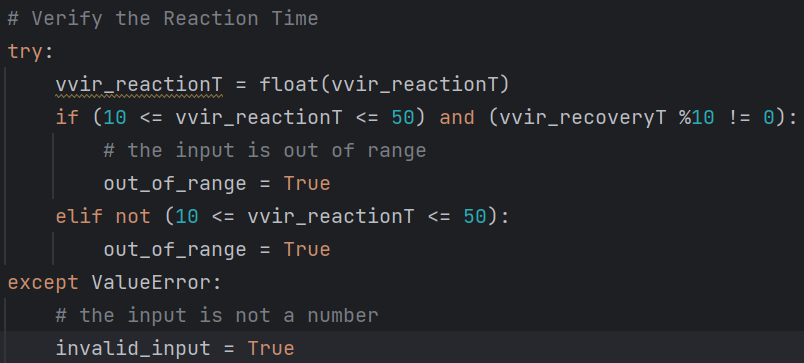 # Verify the Reaction Time
try:
    vvir_reactionT = float(vvir_reactionT)
    if (10 <= vvir_reactionT <= 50) and (vvir_recoveryT %10 != 0):
        # the input is out of range
        out_of_range = True
    elif not (10 <= vvir_reactionT <= 50):
        out_of_range = True
except ValueError:
    # the input is not a number
    invalid_input = True